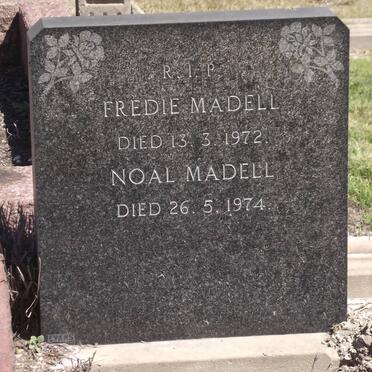 R. I. P.
FREDIE MADELL
DIED 13. 3. 1972.
NOAL MADELL
DIED 26. 5. 1974.